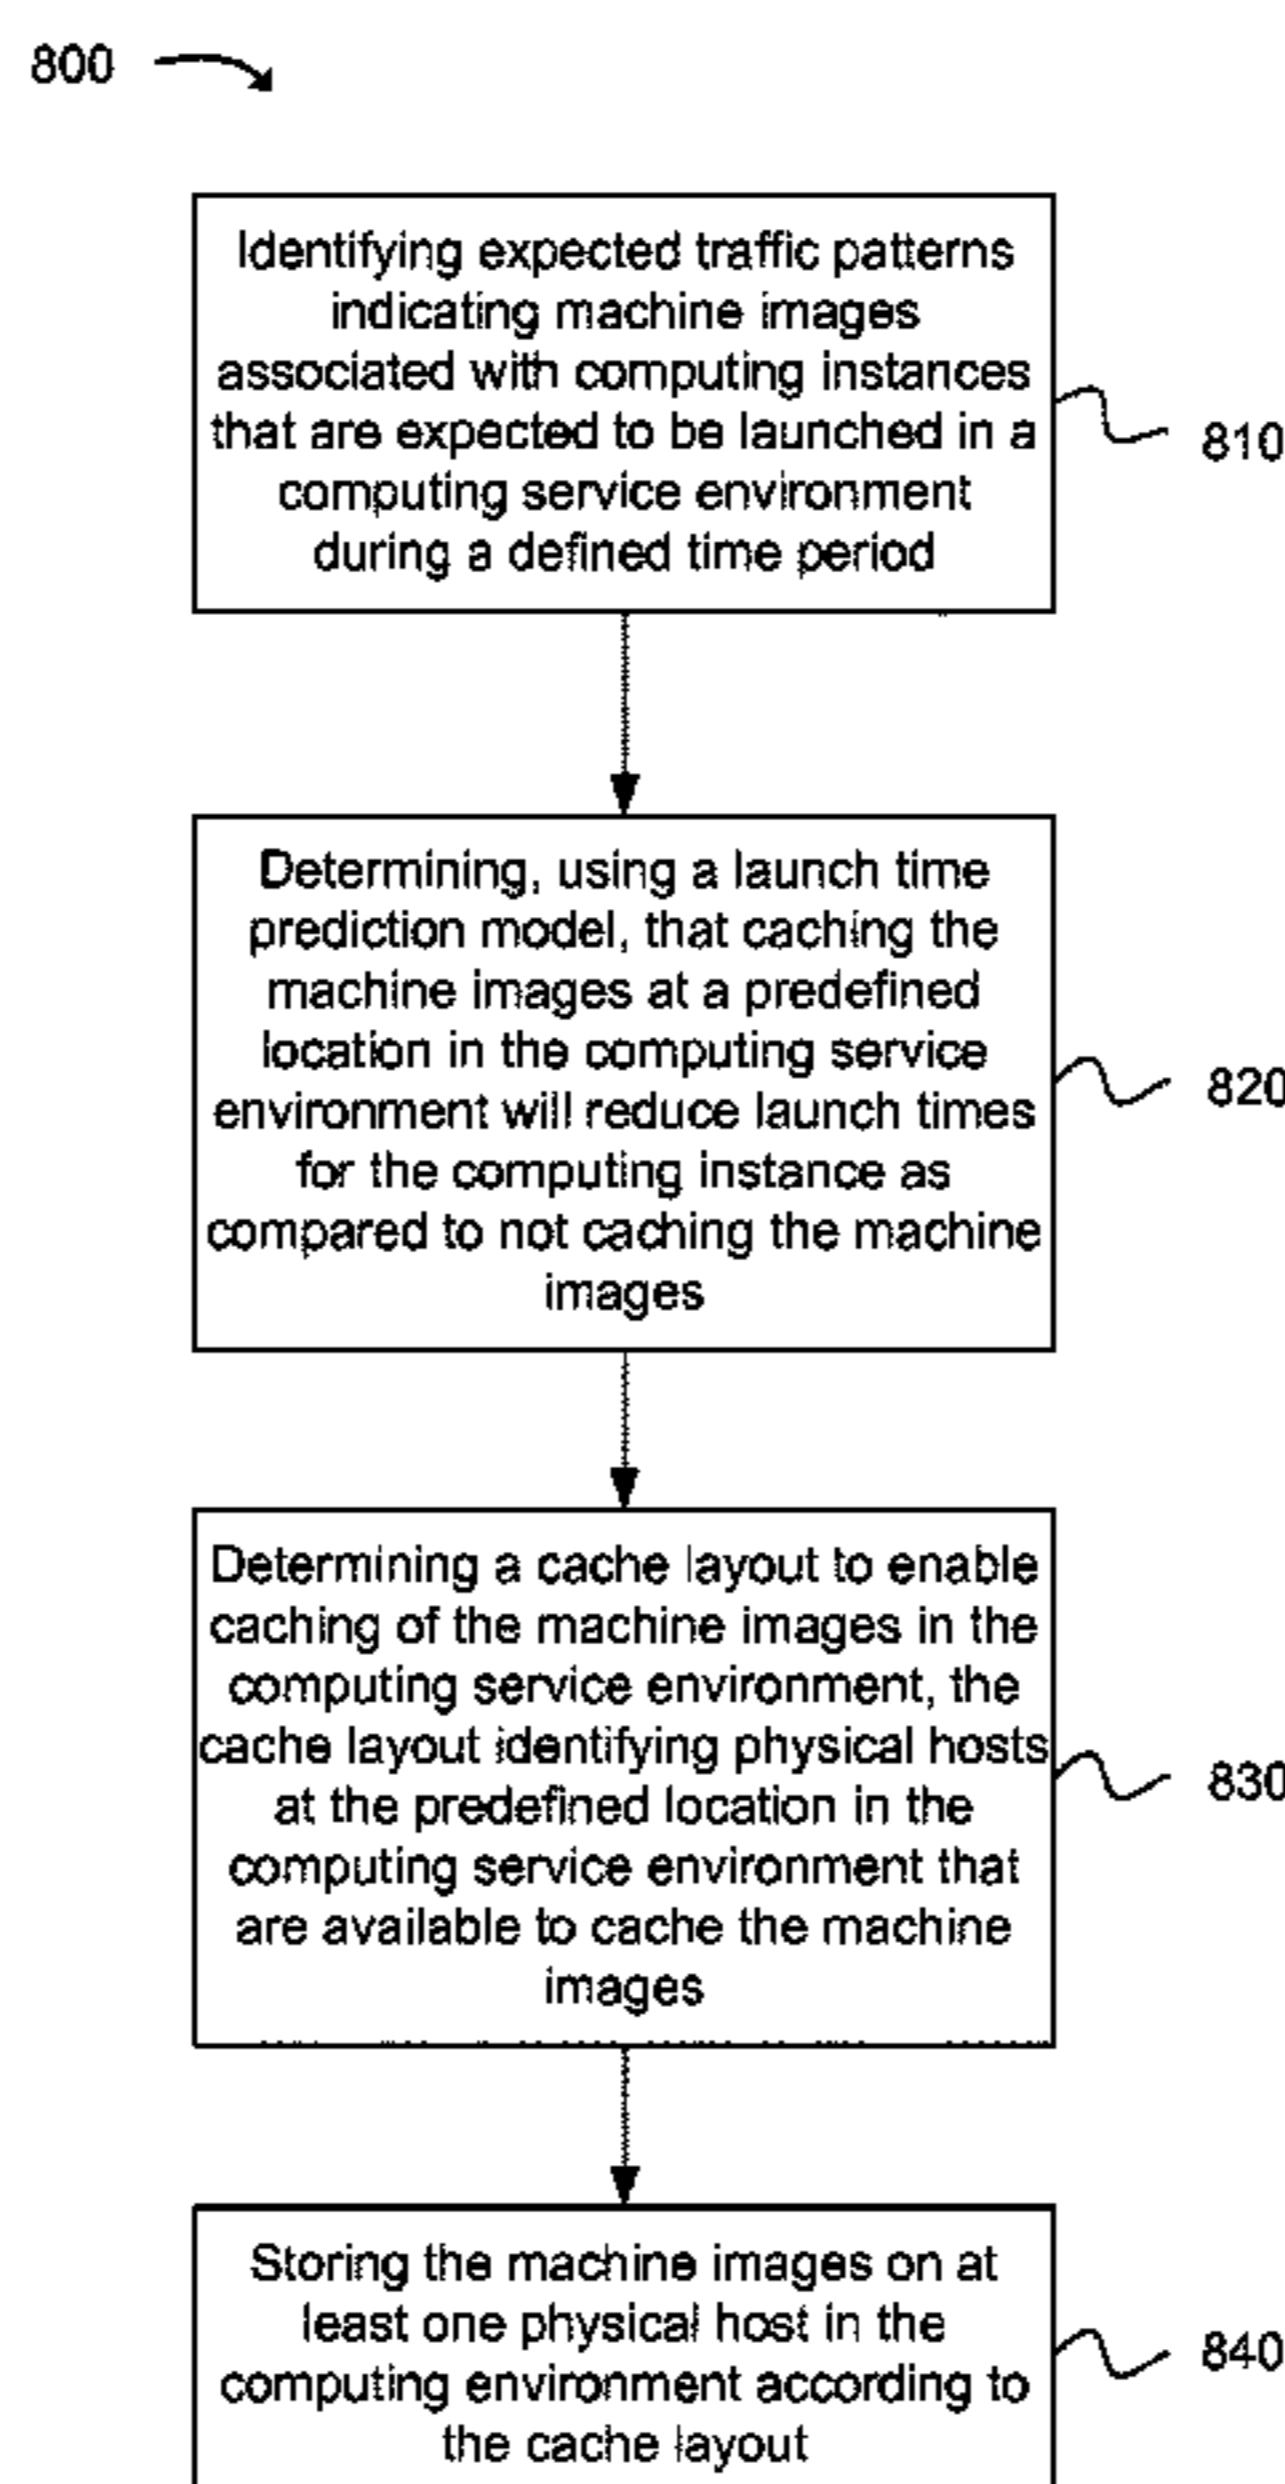 800
Identifying expected traffic patterns
indicating machine images
associated with computing instances
that are expected to be launched in a
computing service environment
during a defined time period
810
Determining, using a launch time
prediction model, that caching the
machine images at a predefined
location in the computing service
environment will reduce launch times
for the computing instance as
compared to not caching the machine
images
820
Determining a cache layout to enable
caching of the machine images in the
computing service environment, the
cache layout identifying physical hosts
at the predefined location in the
computing service environment that
are available to cache the machine
images
830
Storing the machine images on at
least one physical host in the
computing environment according to
the cache layout
840